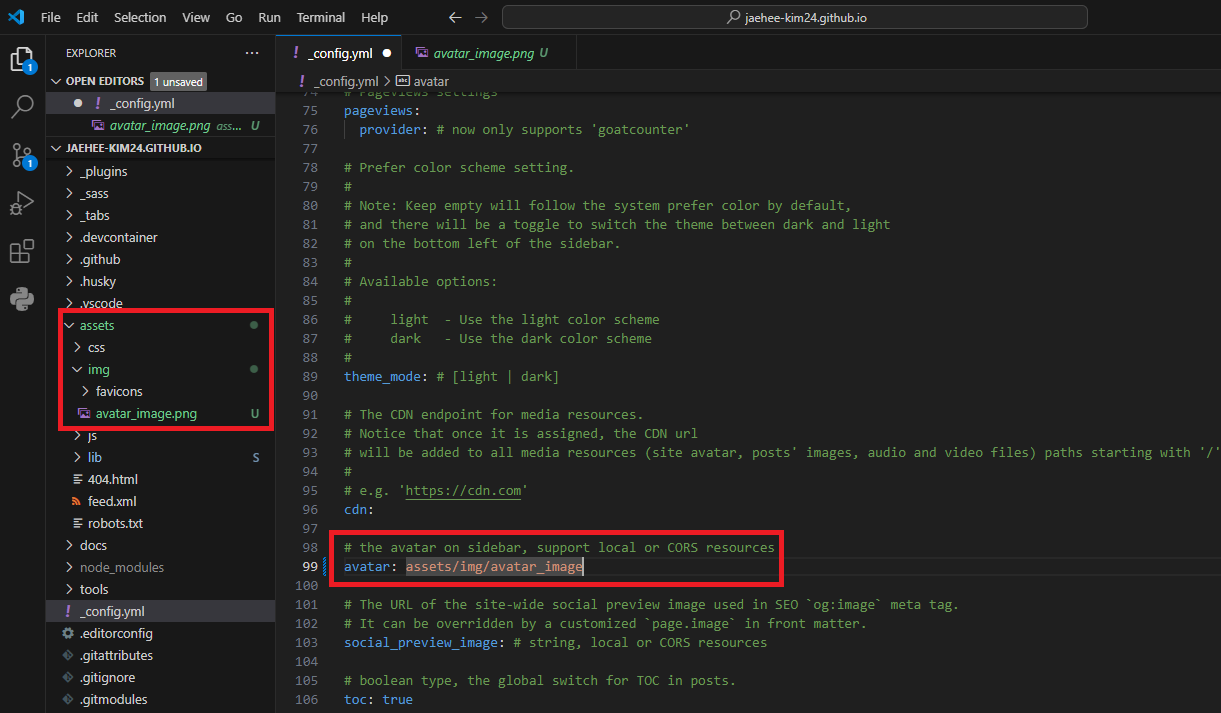 File Edit Selection View Go Run Terminal Help
jaehee-kim24.github.io
1
1
EXPLORER
OPEN EDITORS 1 unsaved
! _config.yml
avatar_image.png ass... U
JAEHEE-KIM24.GITHUB.IO
_plugins
_sass
_tabs
.devcontainer
.github
.husky
.vscode
assets
css
img
favicons
avatar_image.png U
js
lib S
404.html
feed.xml
robots.txt
docs
node_modules
tools
! _config.yml
.editorconfig
.gitattributes
.gitignore
.gitmodules
! _config.yml
avatar_image.png U
! _config.yml > abc avatar
74 # Pageviews settings
75 pageviews:
76 provider: # now only supports 'goatcounter'
77
78 # Prefer color scheme setting.
79 #
80 # Note: Keep empty will follow the system prefer color by default,
81 # and there will be a toggle to switch the theme between dark and light
82 # on the bottom left of the sidebar.
83 #
84 # Available options:
85 #
86 # light - Use the light color scheme
87 # dark - Use the dark color scheme
88 #
89 theme_mode: # [light | dark]
90
91 # The CDN endpoint for media resources.
92 # Notice that once it is assigned, the CDN url
93 # will be added to all media resources (site avatar, posts' images, audio and video files) paths starting with '/'
94 #
95 # e.g. 'https://cdn.com'
96 cdn:
97
98 # the avatar on sidebar, support local or CORS resources
99 avatar: assets/img/avatar_image
100
101 # The URL of the site-wide social preview image used in SEO `og:image` meta tag.
102 # It can be overridden by a customized `page.image` in front matter.
103 social_preview_image: # string, local or CORS resources
104
105 # boolean type, the global switch for TOC in posts.
106 toc: true